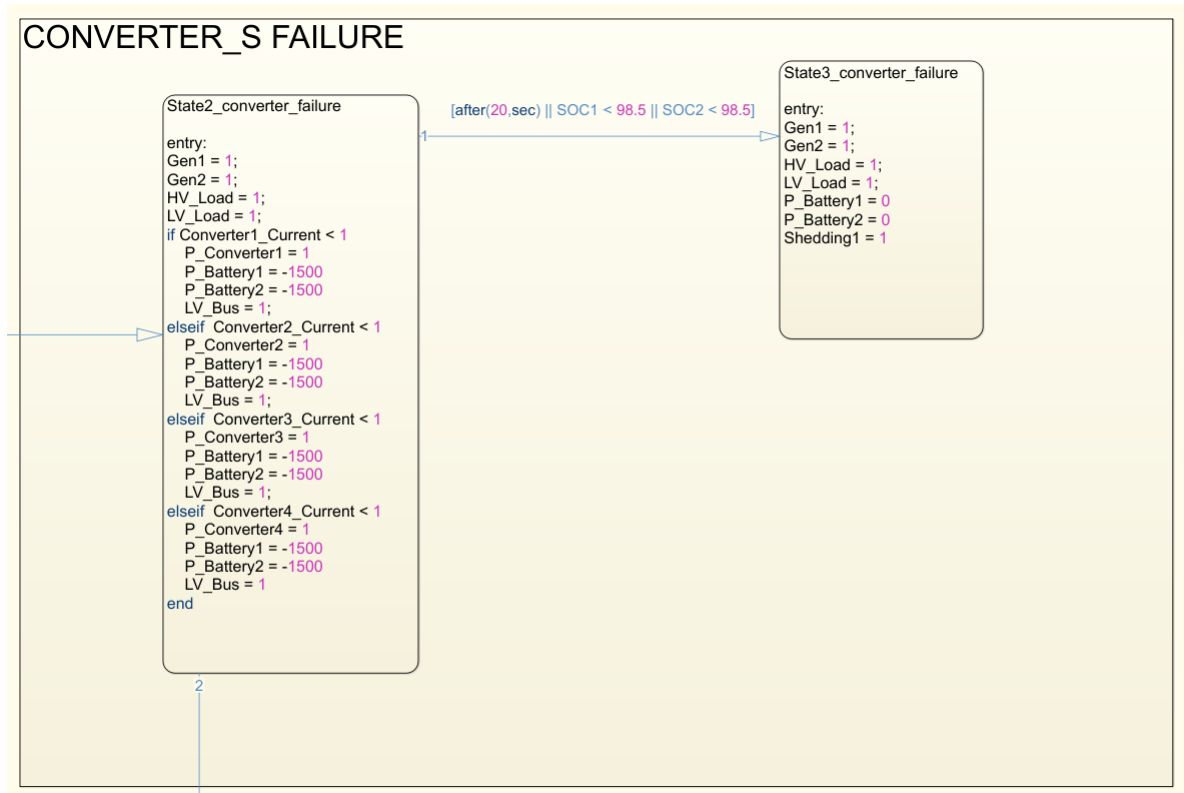 CONVERTER_S FAILURE
State2_converter_failure
entry:
Gen1 = 1;
Gen2 = 1;
HV_Load = 1;
LV_Load = 1;
if Converter1_Current < 1
P_Converter1 = 1
P_Battery1 = -1500
P_Battery2 = -1500
LV_Bus = 1;
elseif Converter2_Current < 1
P_Converter2 = 1
P_Battery1 = -1500
P_Battery2 = -1500
LV_Bus = 1;
elseif Converter3_Current < 1
P_Converter3 = 1
P_Battery1 = -1500
P_Battery2 = -1500
LV_Bus = 1;
elseif Converter4_Current < 1
P_Converter4 = 1
P_Battery1 = -1500
P_Battery2 = -1500
LV_Bus = 1
end
1
[after(20,sec) || SOC1 < 98.5 || SOC2 < 98.5]
State3_converter_failure
entry:
Gen1 = 1;
Gen2 = 1;
HV_Load = 1;
LV_Load = 1;
P_Battery1 = 0
P_Battery2 = 0
Shedding1 = 1
2